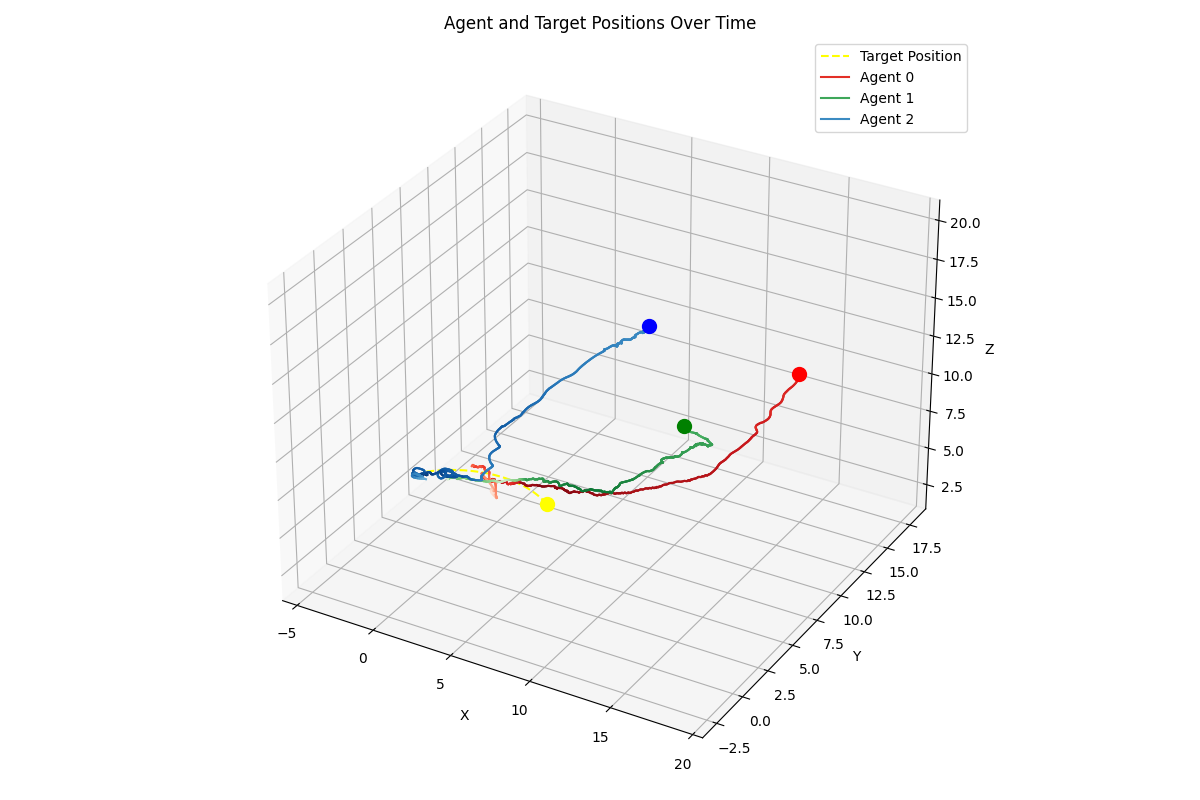 Agent and Target Positions Over Time
Target Position
Agent 0
Agent 1
Agent 2
20.0
17.5
15.0
12.5
10.0
7.5
5.0
2.5
Z
17.5
15.0
12.5
10.0
7.5
5.0
2.5
0.0
−2.5
Y
−5
0
5
10
15
20
X